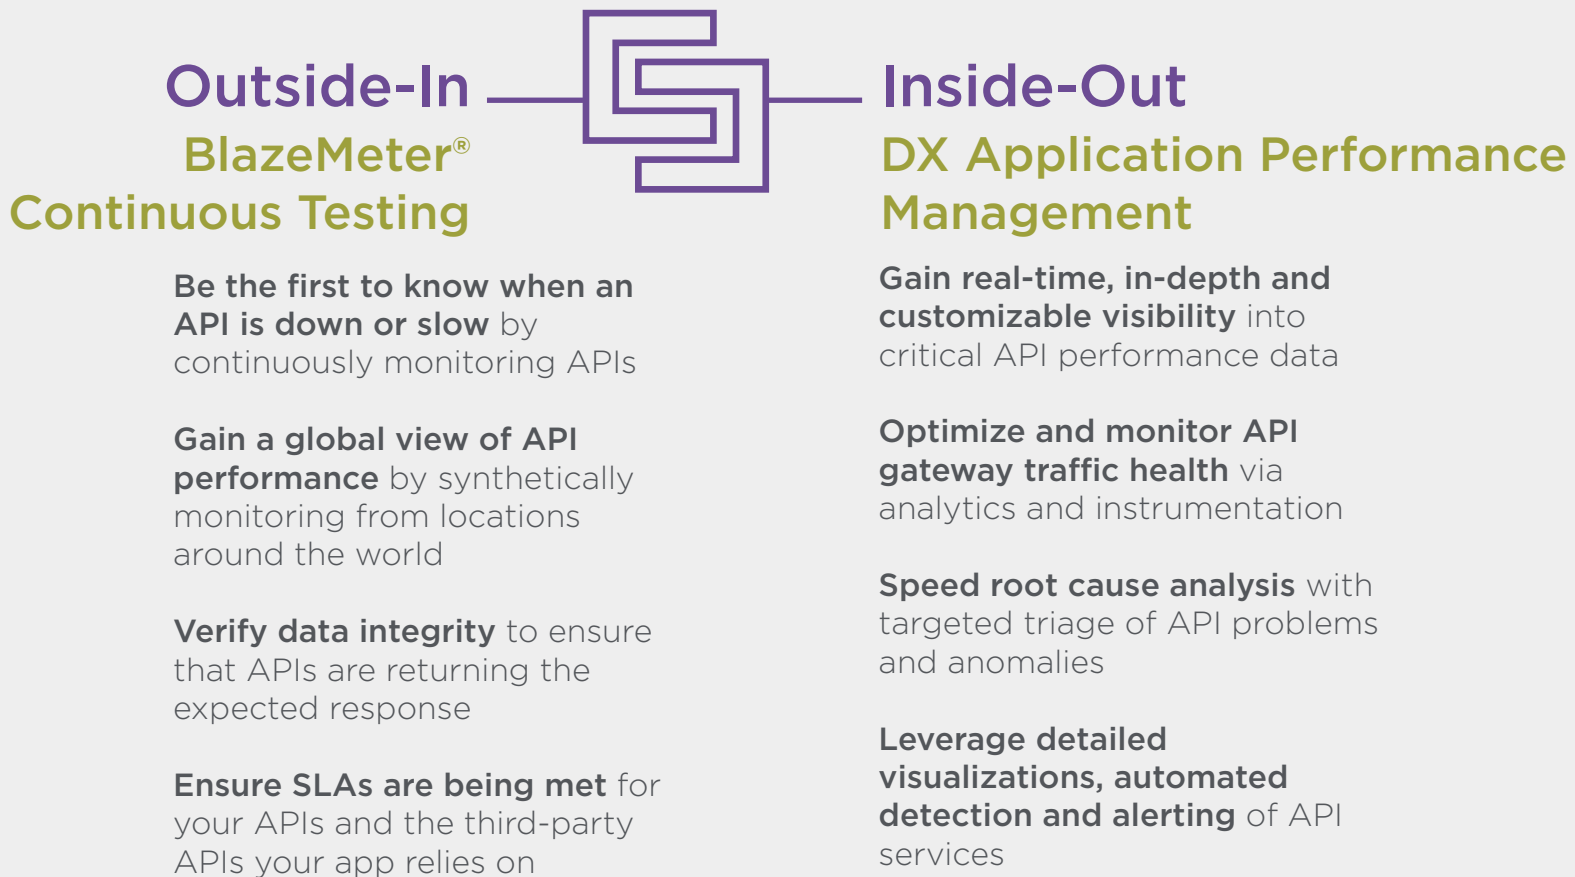 Outside-In
BlazeMeter®
Continuous Testing
Be the first to know when an
API is down or slow by
continuously monitoring APIs
Gain a global view of API
performance by synthetically
monitoring from locations
around the world
Verify data integrity to ensure
that APIs are returning the
expected response
Ensure SLAs are being met for
your APIs and the third-party
APIs your app relies on
Inside-Out
DX Application Performance
Management
Gain real-time, in-depth and
customizable visibility into
critical API performance data
Optimize and monitor API
gateway traffic health via
analytics and instrumentation
Speed root cause analysis with
targeted triage of API problems
and anomalies
Leverage detailed
visualizations, automated
detection and alerting of API
services